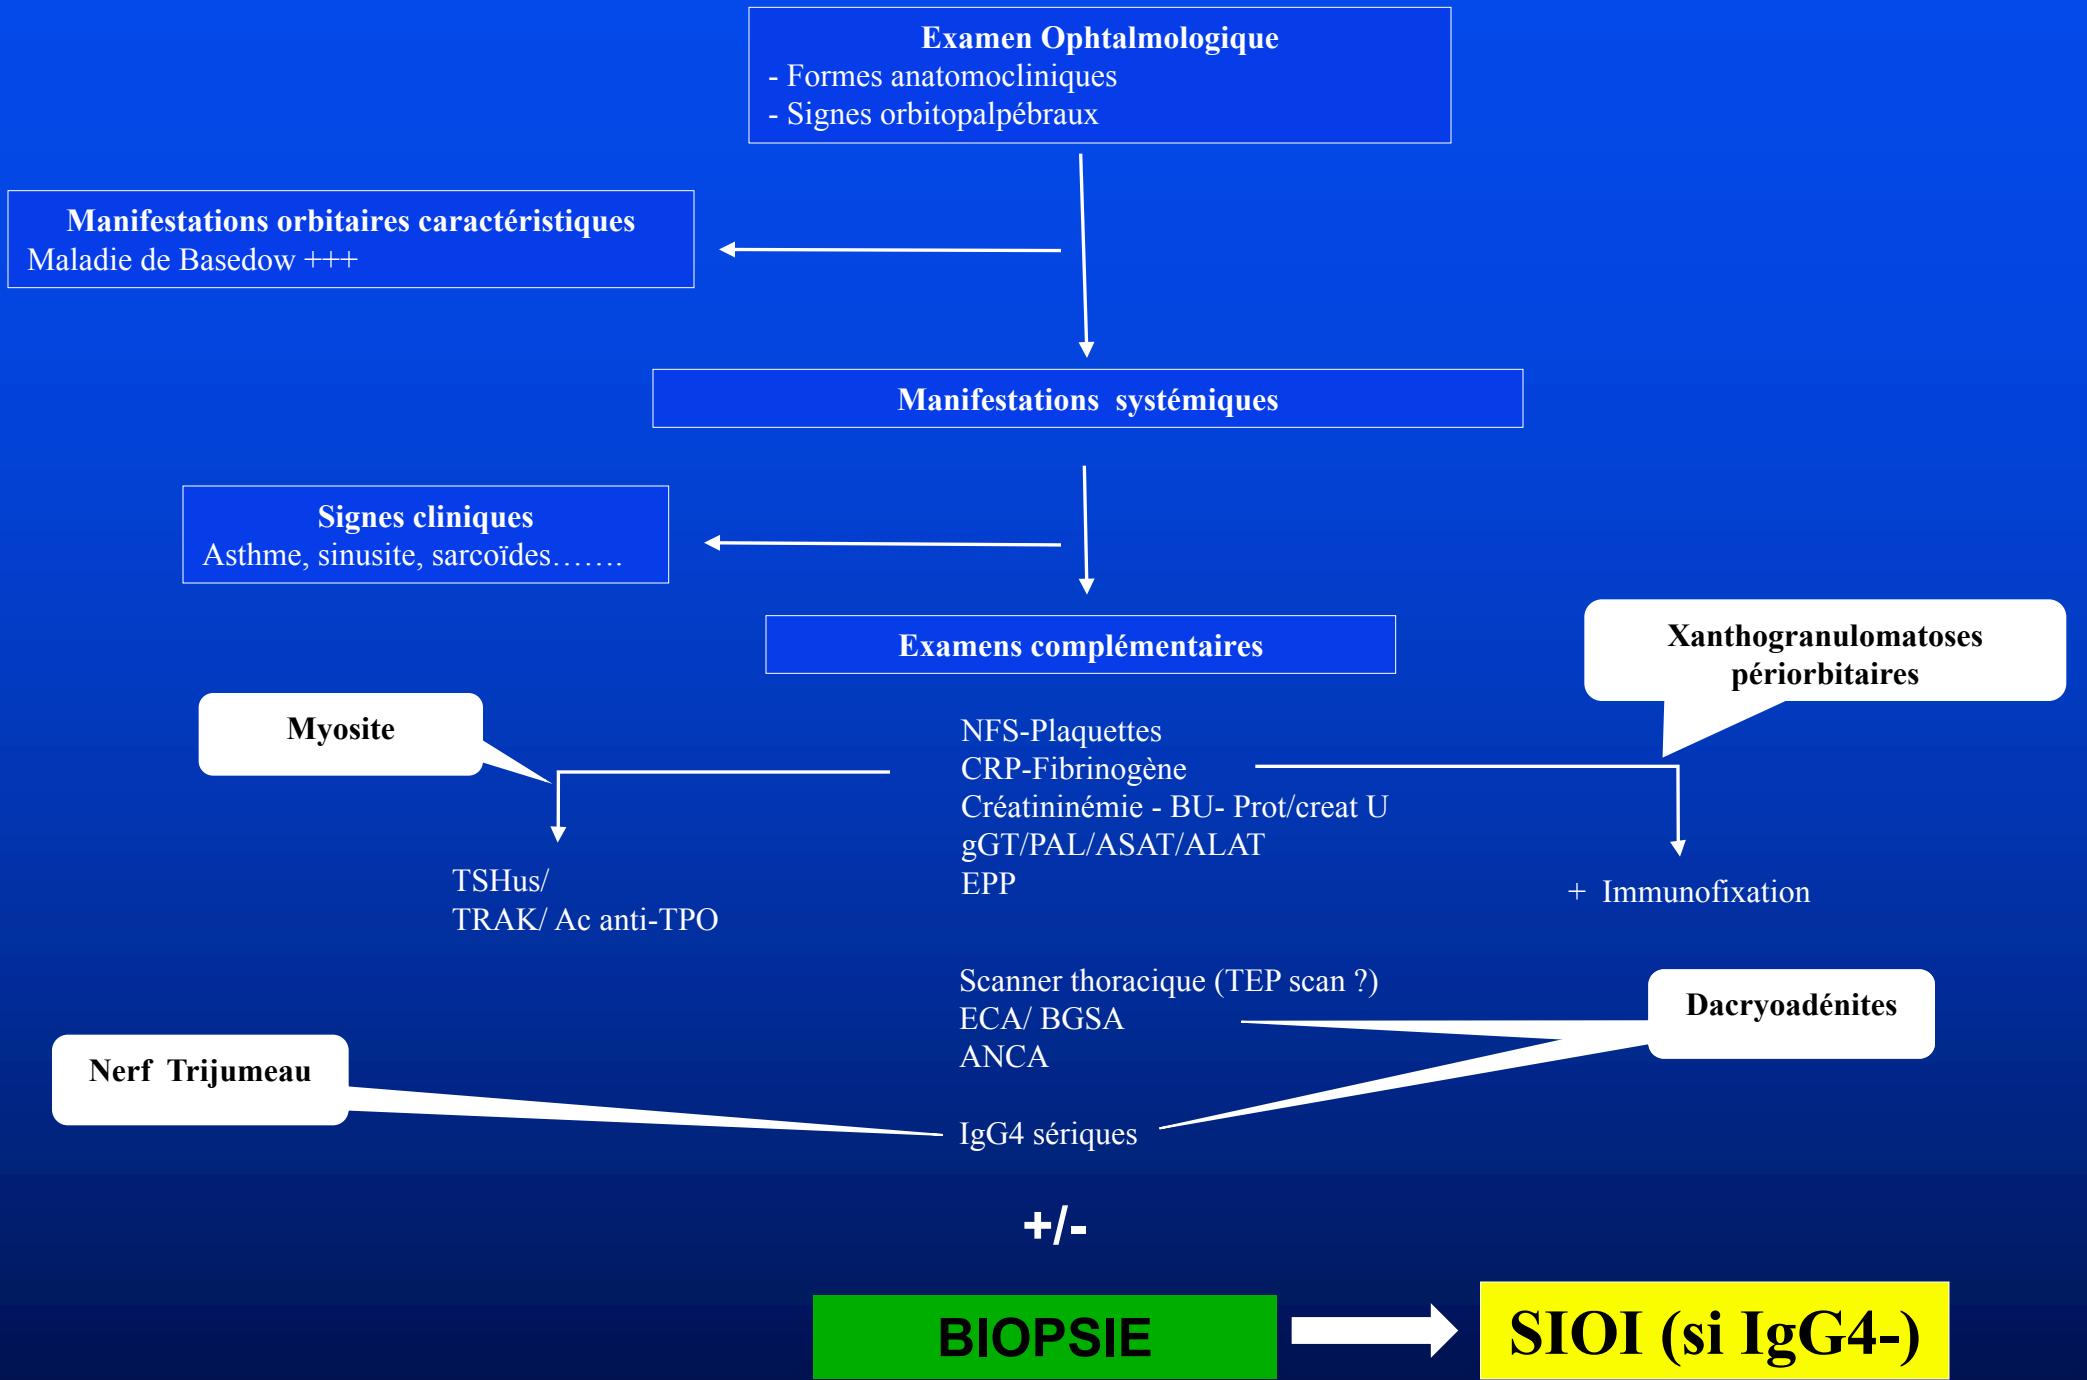 Examen Ophtalmologique
- Formes anatomocliniques
- Signes orbitopalpébraux
Manifestations orbitaires caractéristiques
Maladie de Basedow +++
Manifestations systémiques
Signes cliniques
Asthme, sinusite, sarcoïdes…….
Examens complémentaires
Xanthogranulomatoses
périorbitaires
Myosite
NFS-Plaquettes
CRP-Fibrinogène
Créatininémie - BU- Prot/creat U
gGT/PAL/ASAT/ALAT
EPP
TSHus/
TRAK/ Ac anti-TPO
+ Immunofixation
Scanner thoracique (TEP scan ?)
ECA/ BGSA
ANCA
Dacryoadénites
Nerf Trijumeau
IgG4 sériques
+/-
BIOPSIE
SIOI (si IgG4-)